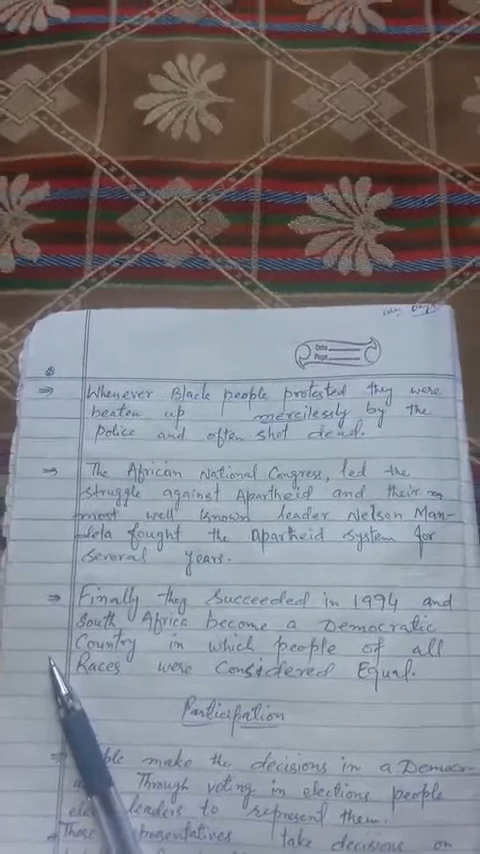 Date
Page
⇒ Whenever Black people protested they were
beaten up mercilessly by the
police and often shot dead.
⇒ The African National Congress, led the
struggle against Apartheid and their
most well known leader Nelson Man-
dela fought the Apartheid system for
several years.
⇒ Finally they Succeeded in 1994 and
South Africa become a Democratic
Country in which people of all
Races were Considered Equal.
Participation
⇒ make the decisions in a Democr-
Through voting in elections people
leaders to represent them.
⇒ take decisions on